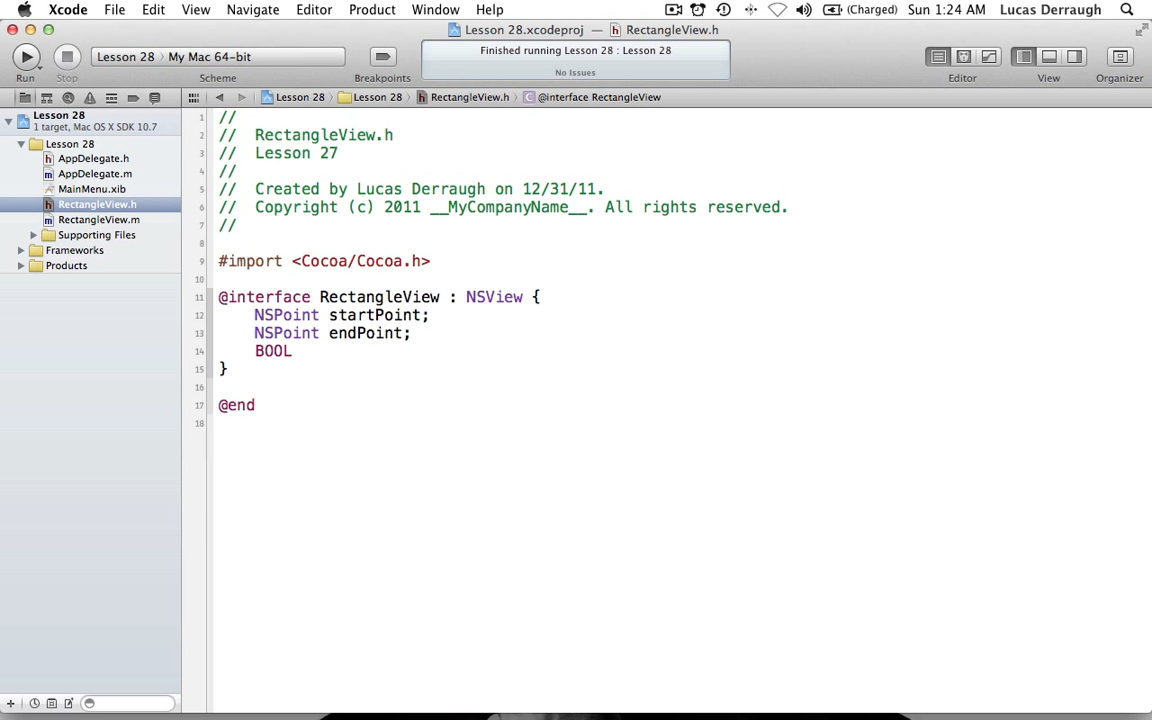 Xcode File Edit View Navigate Editor Product Window Help (Charged) Sun 1:24 AM Lucas Derraugh
Lesson 28.xcodeproj — RectangleView.h
Lesson 28 My Mac 64-bit
Finished running Lesson 28 : Lesson 28
No Issues
Run Stop Scheme Breakpoints Editor View Organizer
Lesson 28 Lesson 28 RectangleView.h @interface RectangleView
Lesson 28
1 target, Mac OS X SDK 10.7
Lesson 28
AppDelegate.h
AppDelegate.m
MainMenu.xib
RectangleView.h
RectangleView.m
Supporting Files
Frameworks
Products
1 //
2 // RectangleView.h
3 // Lesson 27
4 //
5 // Created by Lucas Derraugh on 12/31/11.
6 // Copyright (c) 2011 __MyCompanyName__. All rights reserved.
7 //
8
9 #import <Cocoa/Cocoa.h>
10
11 @interface RectangleView : NSView {
12 NSPoint startPoint;
13 NSPoint endPoint;
14 BOOL
15 }
16
17 @end
18